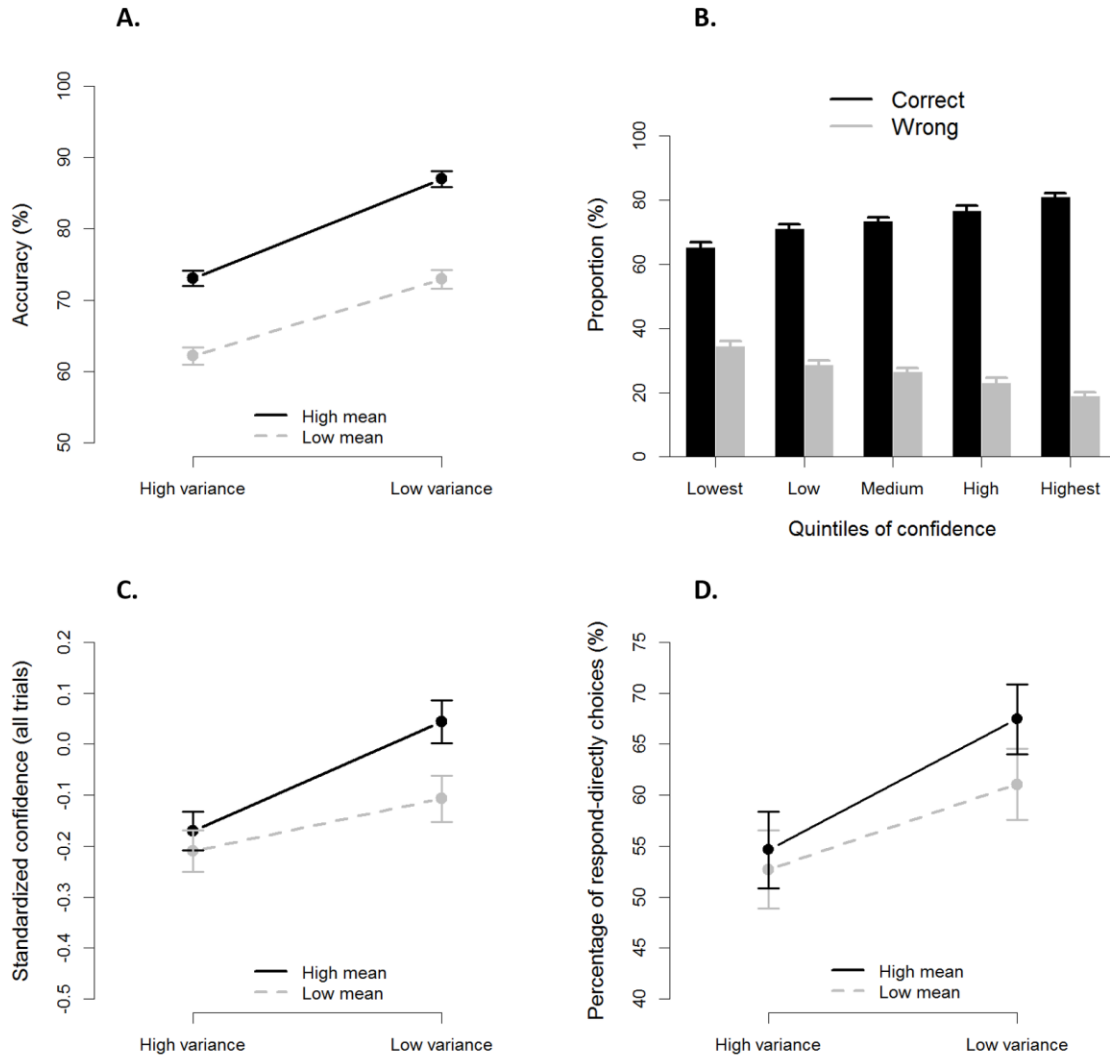 A.
Accuracy (%)
100
90
80
70
60
50
High mean
Low mean
High variance
Low variance
B.
Correct
Wrong
Proportion (%)
100
80
60
40
20
0
Lowest
Low
Medium
High
Highest
Quintiles of confidence
C.
Standardized confidence (all trials)
0.2
0.1
0.0
-0.1
-0.2
-0.3
-0.4
-0.5
High mean
Low mean
High variance
Low variance
D.
Percentage of respond-directly choices (%)
75
70
65
60
55
50
45
40
High mean
Low mean
High variance
Low variance